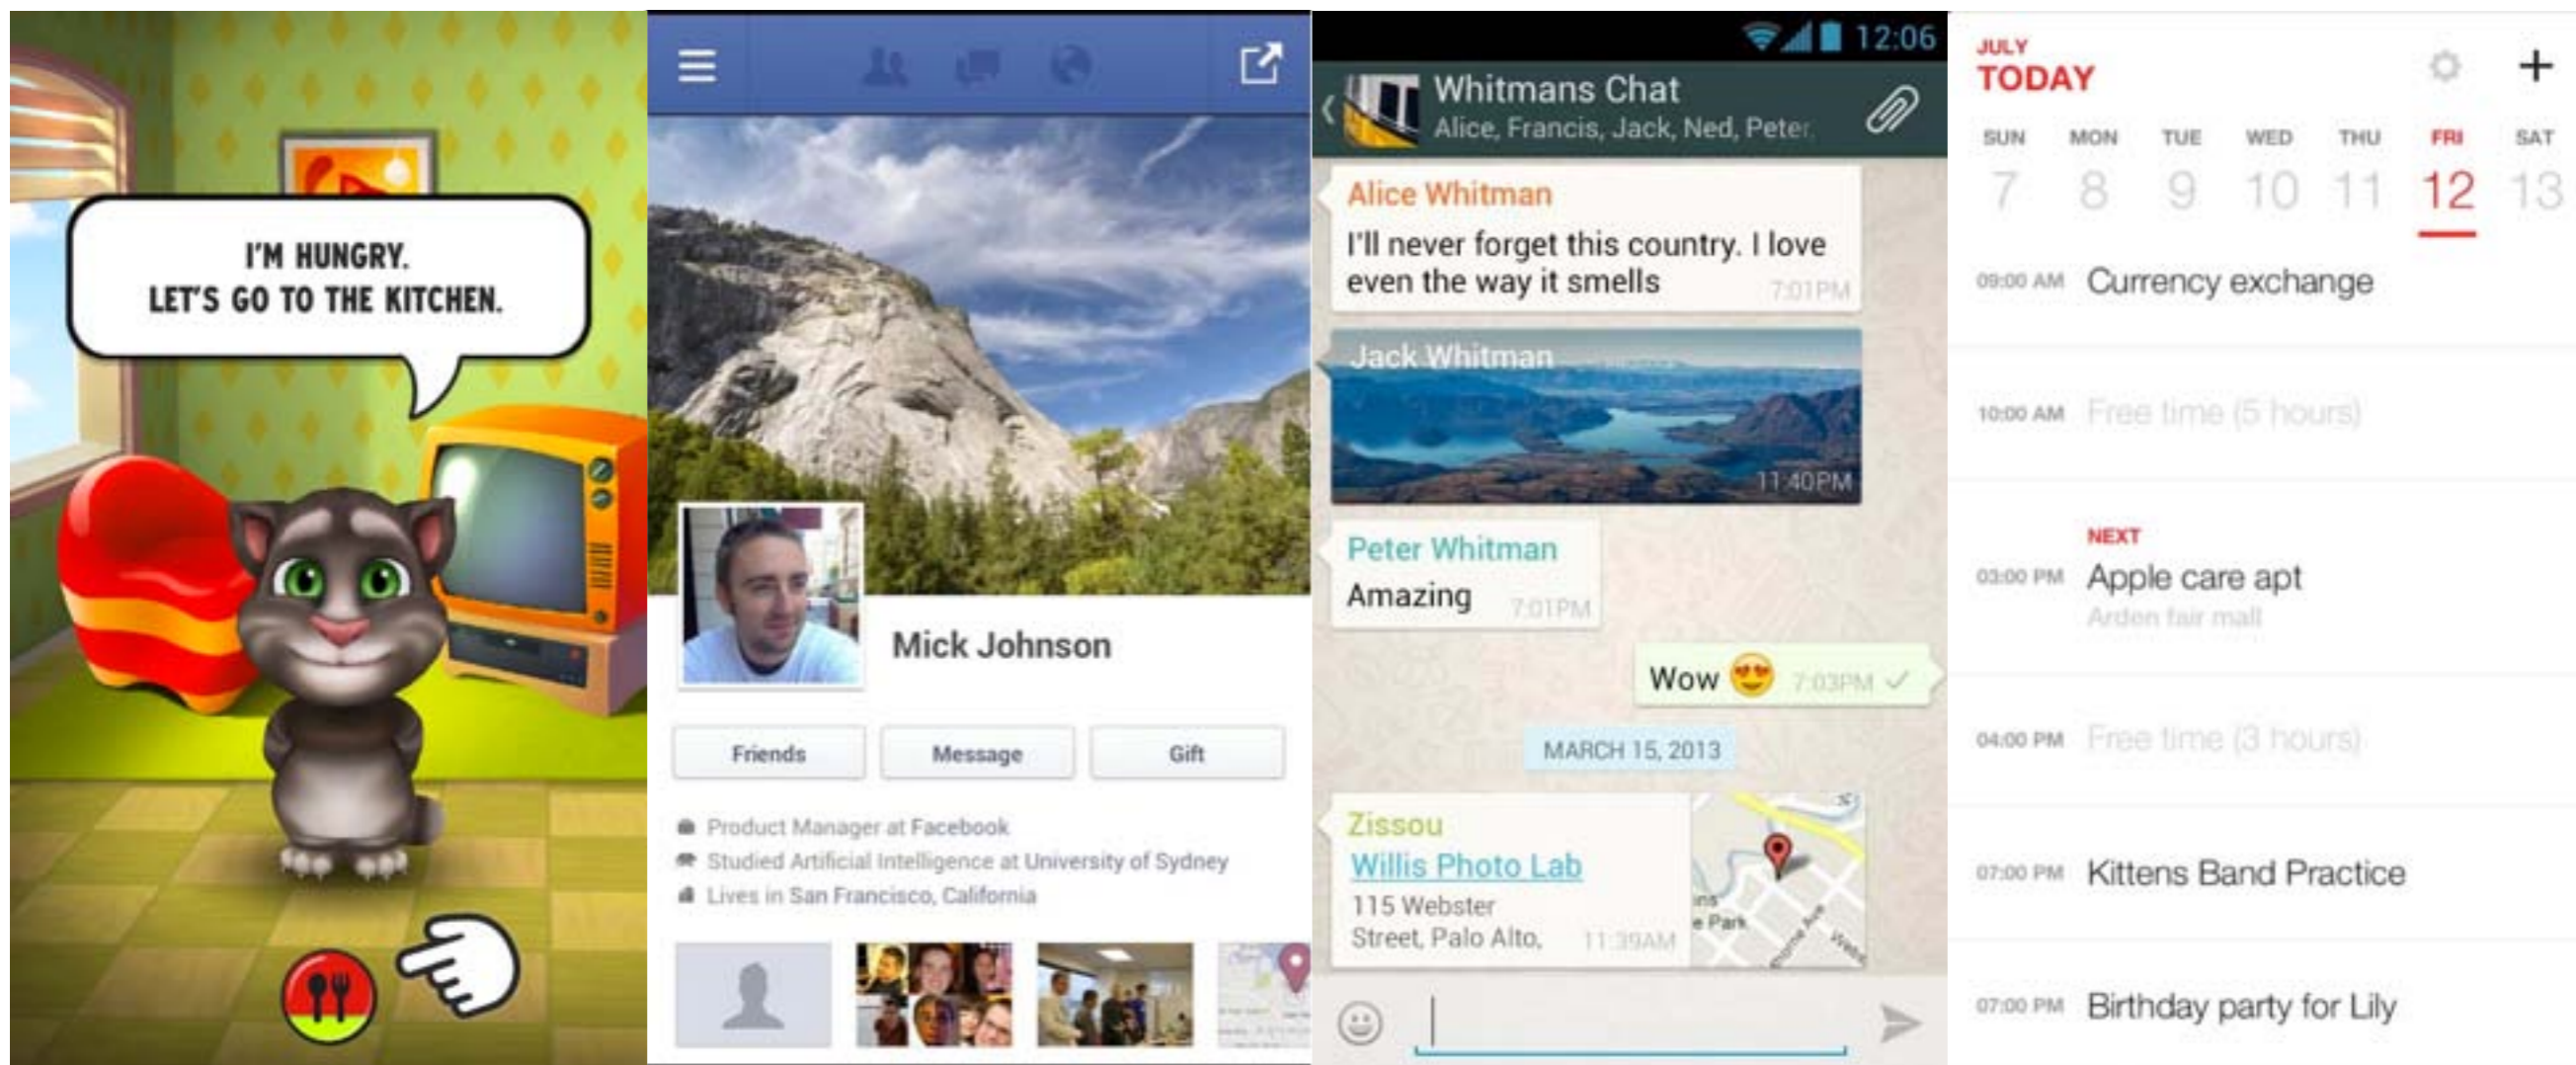 I'M HUNGRY.
LET'S GO TO THE KITCHEN.
Mick Johnson
Friends
Message
Gift
Product Manager at Facebook
Studied Artificial Intelligence at University of Sydney
Lives in San Francisco, California
12:06
Whitmans Chat
Alice, Francis, Jack, Ned, Peter
Alice Whitman
I'll never forget this country. I love
even the way it smells
7:01PM
Jack Whitman
11:40PM
Peter Whitman
Amazing
7:01PM
Wow
7:03PM
MARCH 15, 2013
Zissou
Willis Photo Lab
115 Webster
Street, Palo Alto,
11:39AM
e Park
JULY
TODAY
SUN MON TUE WED THU FRI SAT
7 8 9 10 11 12 13
09:00 AM Currency exchange
10:00 AM Free time (5 hours)
NEXT
03:00 PM Apple care apt
Arden fair mall
04:00 PM Free time (3 hours)
07:00 PM Kittens Band Practice
07:00 PM Birthday party for Lily